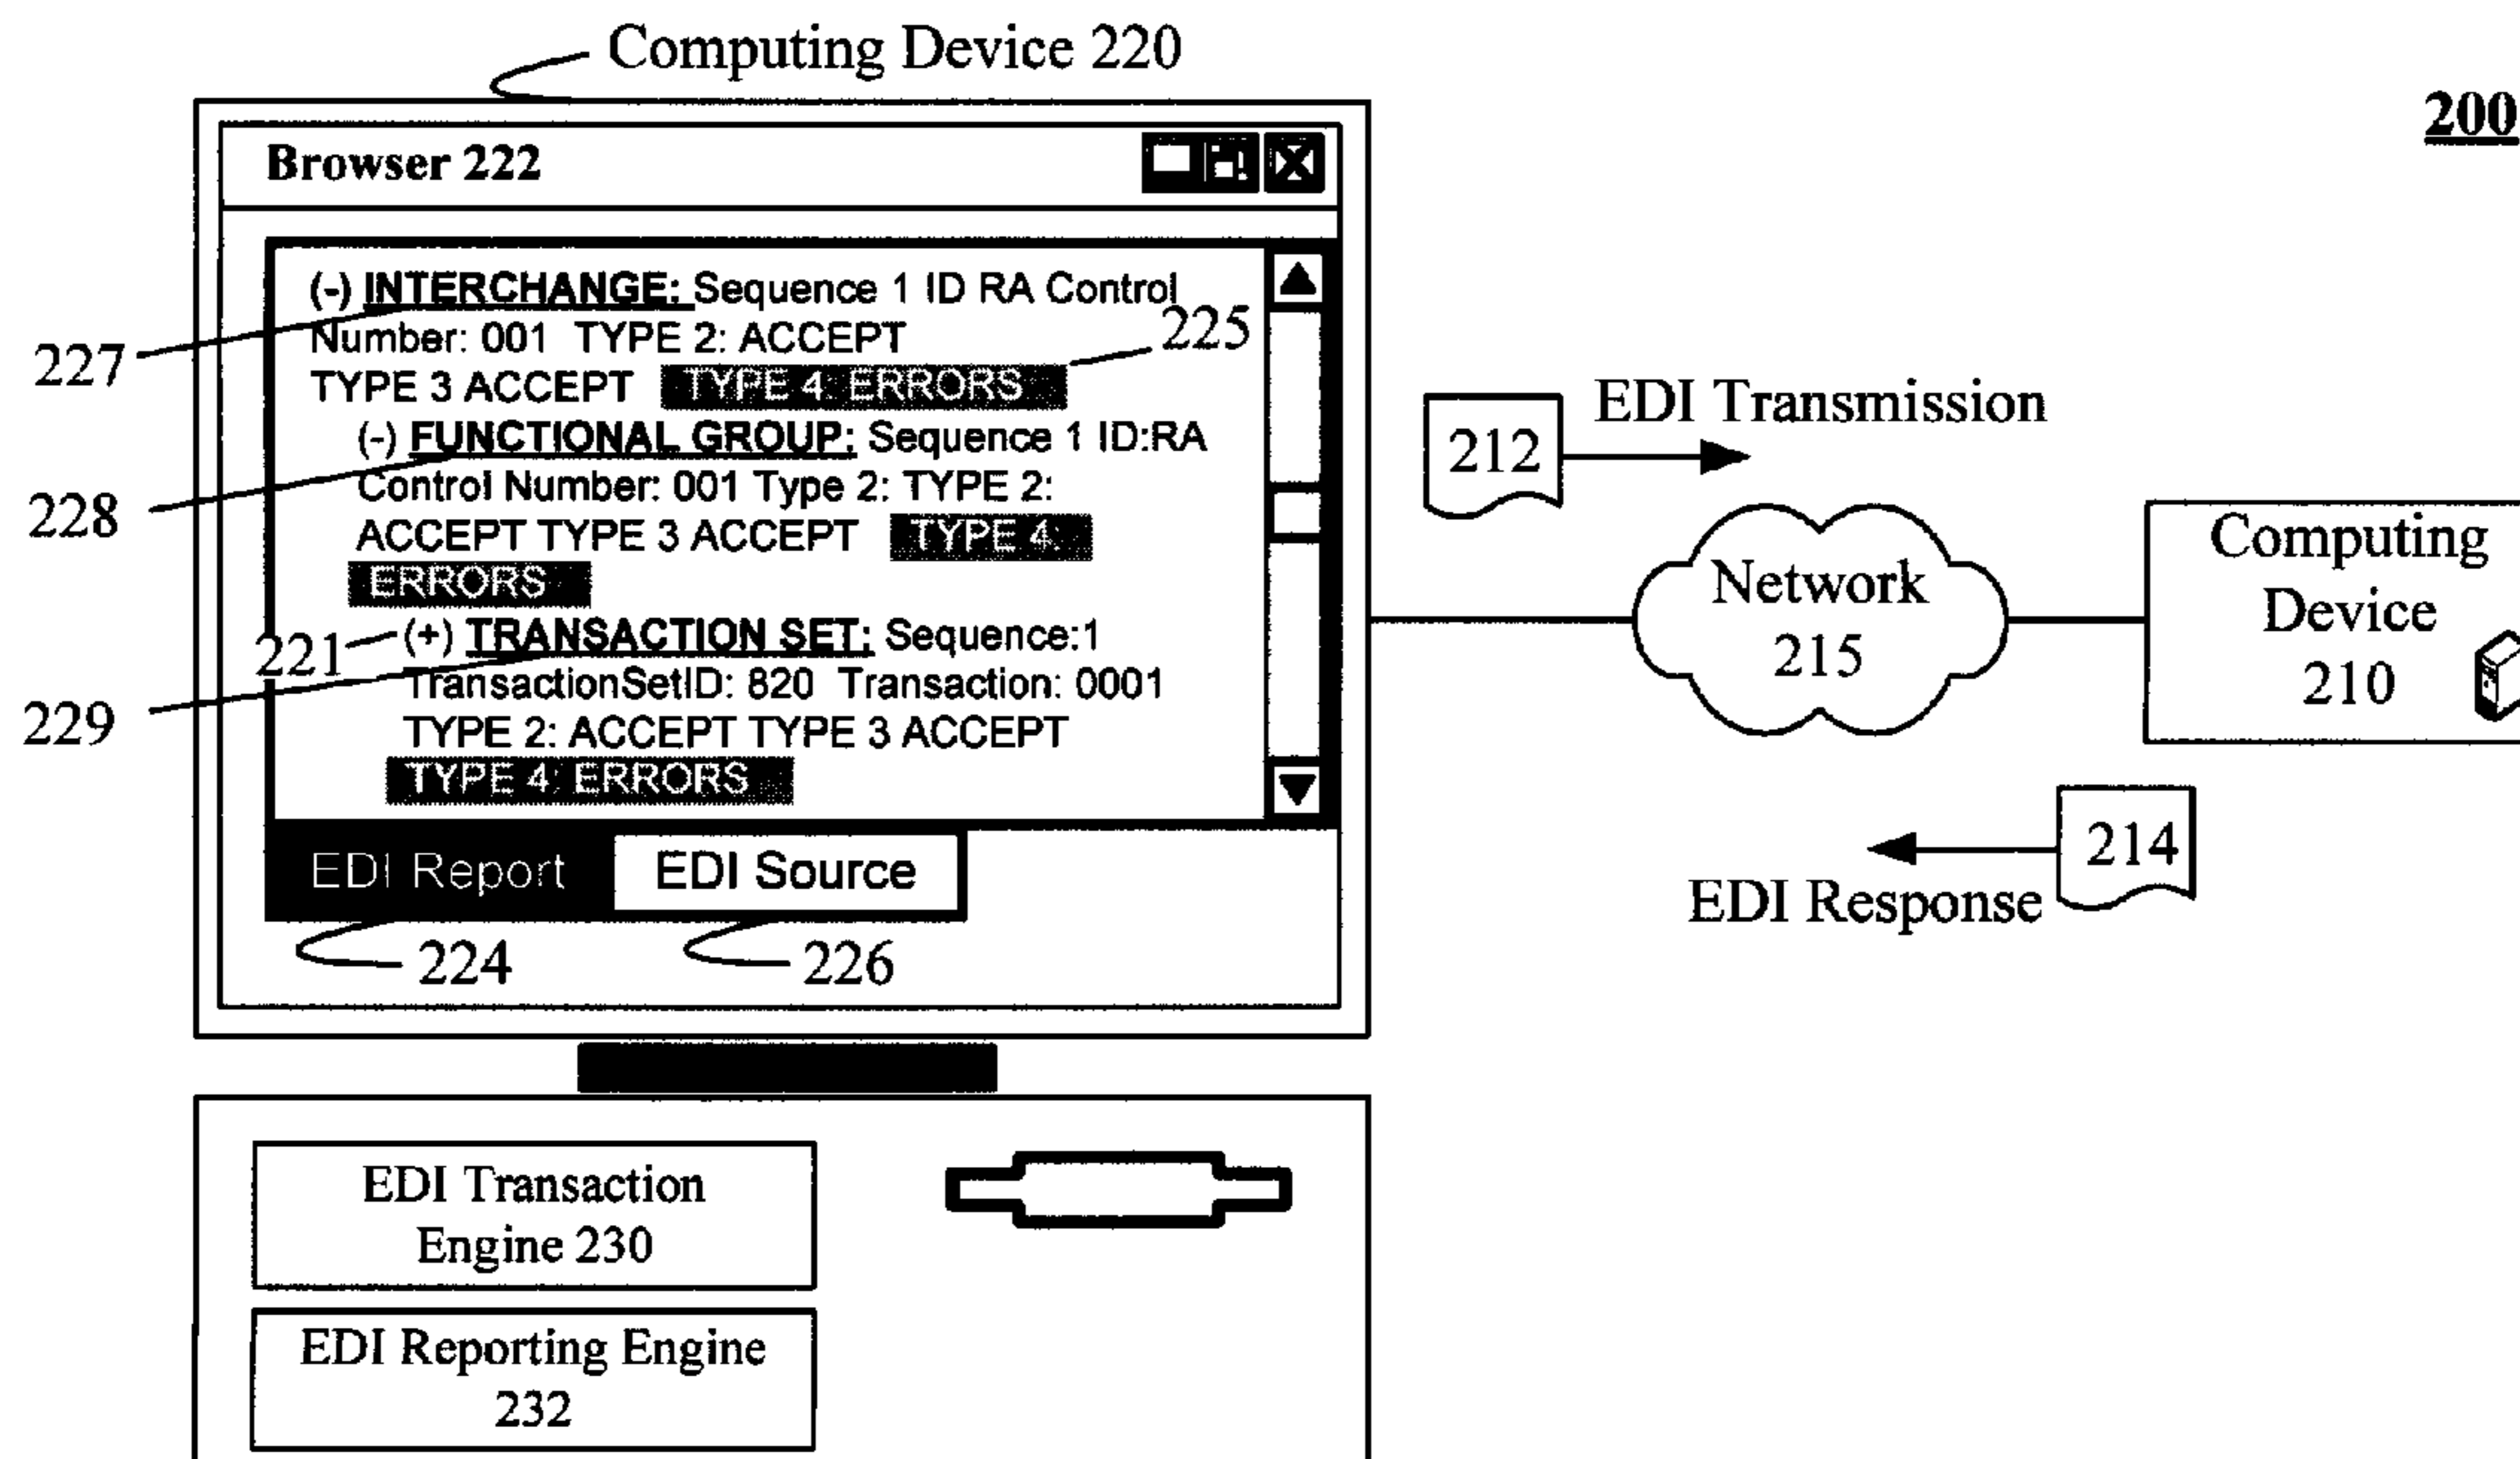 Computing Device 220
200
Browser 222
(-) INTERCHANGE: Sequence 1 ID RA Control
Number: 001 TYPE 2: ACCEPT
225
TYPE 3 ACCEPT TYPE 4: ERRORS
227
(-) FUNCTIONAL GROUP: Sequence 1 ID:RA
Control Number: 001 Type 2: TYPE 2:
228
ACCEPT TYPE 3 ACCEPT TYPE 4:
ERRORS
221
(+) TRANSACTION SET: Sequence:1
TransactionSetID: 820 Transaction: 0001
229
TYPE 2: ACCEPT TYPE 3 ACCEPT
TYPE 4: ERRORS
EDI Report
EDI Source
224
226
212
EDI Transmission
Network
215
Computing
Device
210
214
EDI Response
EDI Transaction
Engine 230
EDI Reporting Engine
232